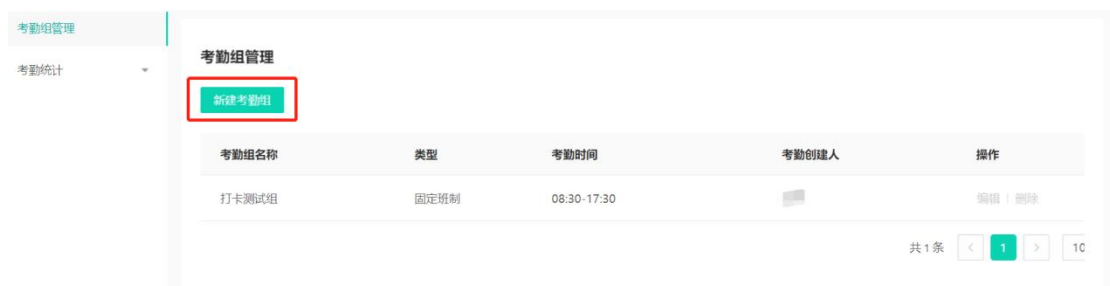 考勤组管理
考勤统计
考勤组管理
新建考勤组
考勤组名称 类型 考勤时间 考勤创建人 操作
打卡测试组 固定班制 08:30-17:30 编辑 | 删除
共1条 < 1 > 10